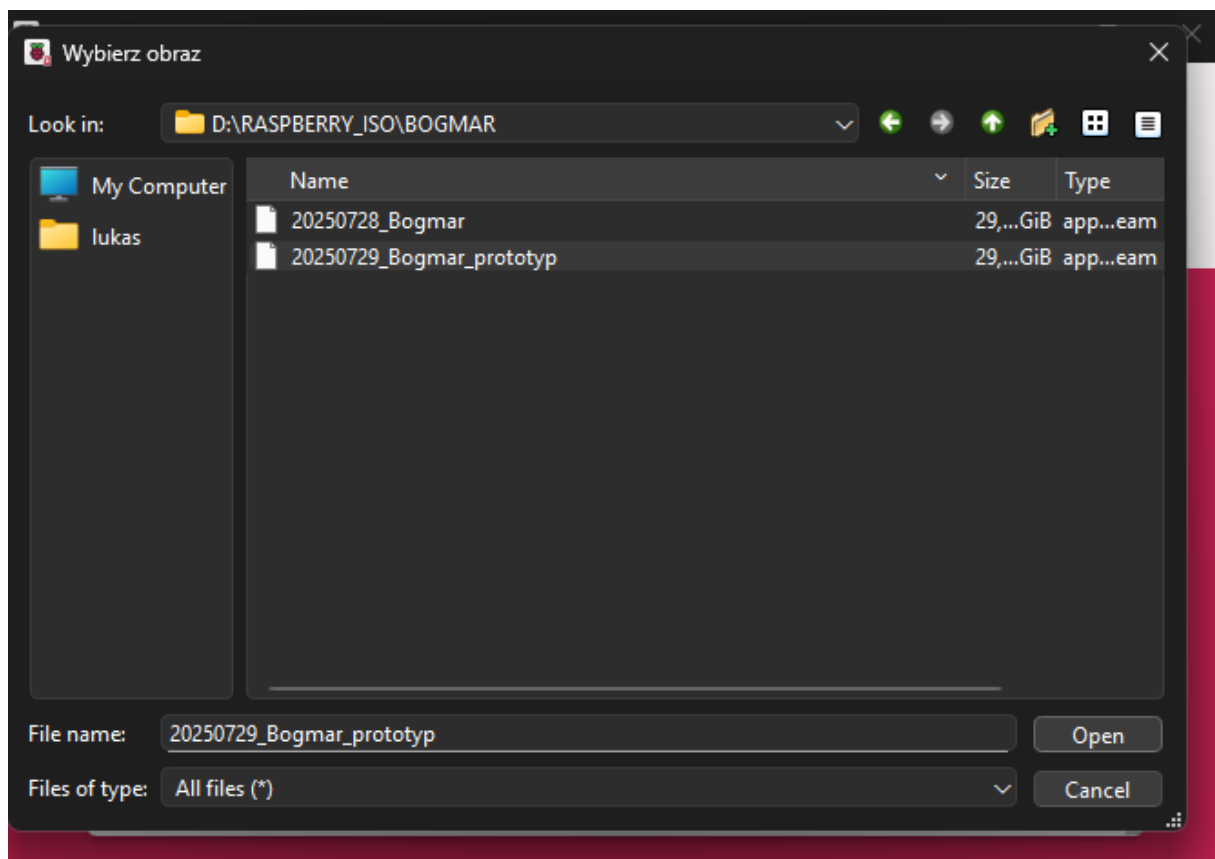 Wybierz obraz
Look in: D:\RASPBERRY_ISO\BOGMAR
My Computer
lukas
Name Size Type
20250728_Bogmar 29,...GiB app...eam
20250729_Bogmar_prototyp 29,...GiB app...eam
File name: 20250729_Bogmar_prototyp Open
Files of type: All files (*) Cancel